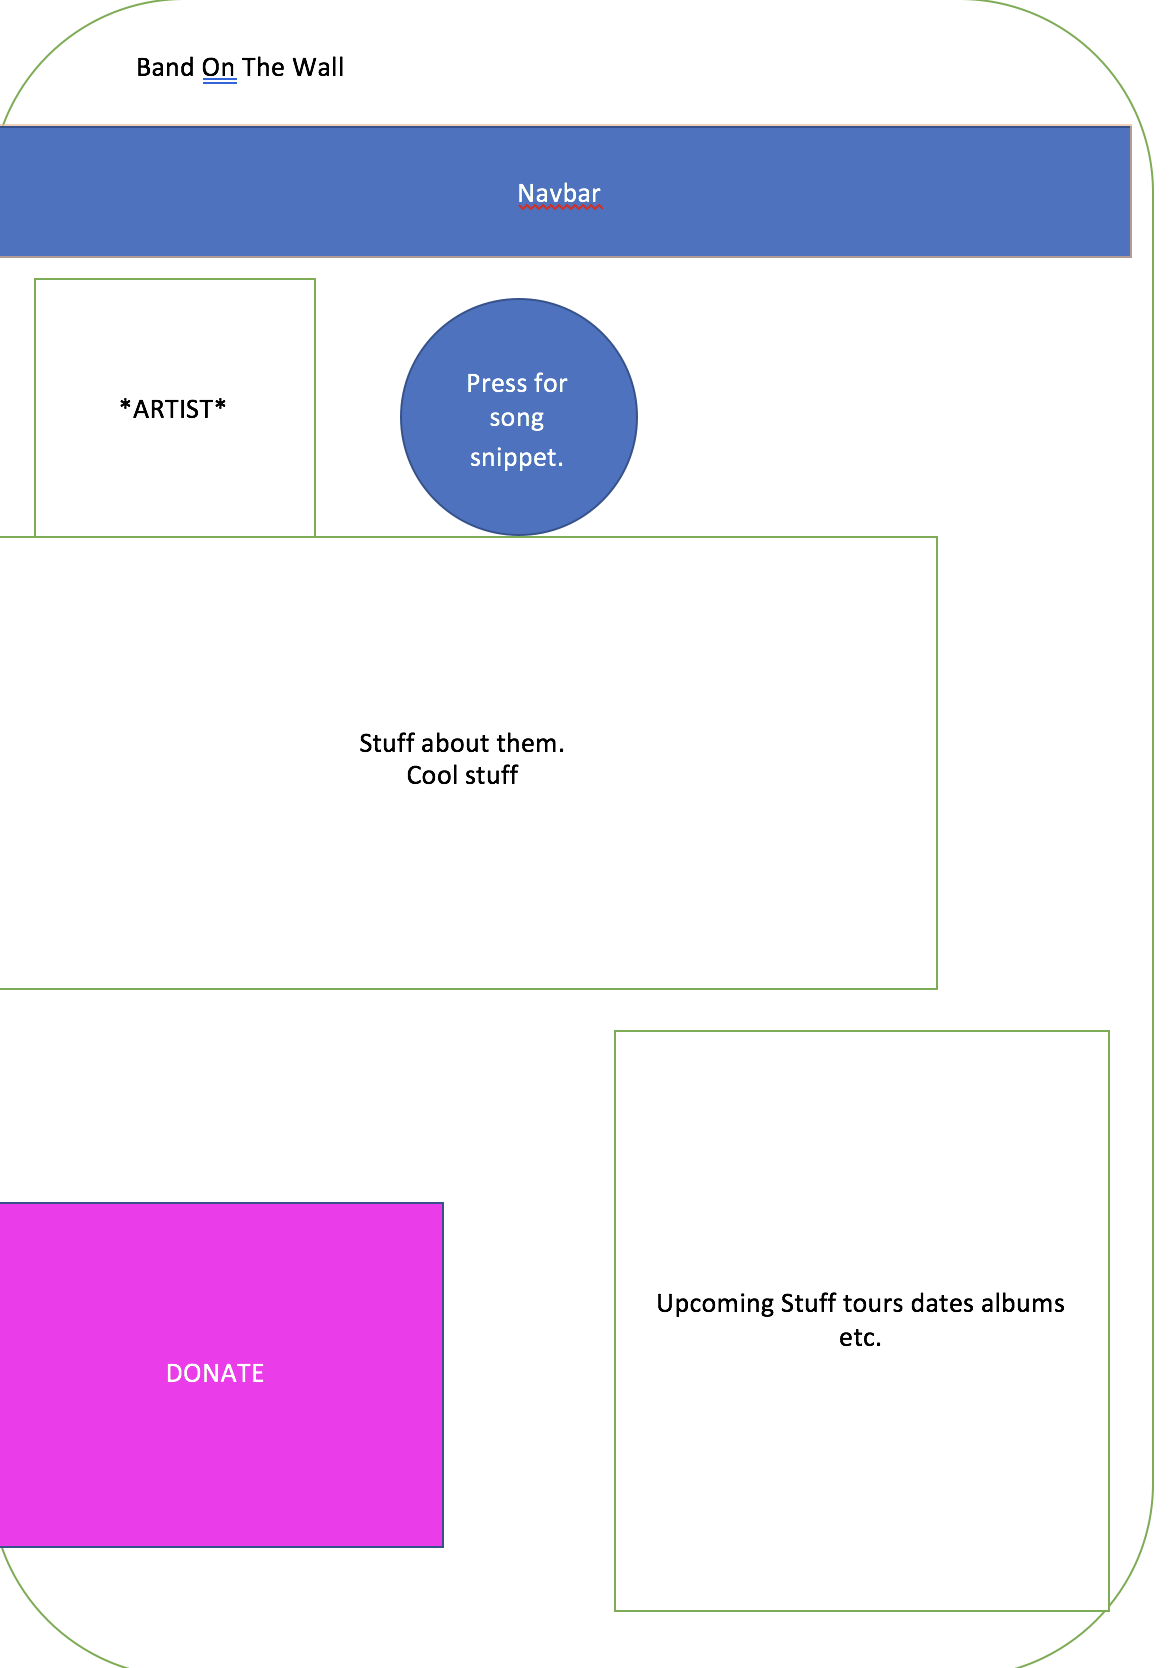 Band On The Wall
Navbar
*ARTIST*
Press for
song
snippet.
Stuff about them.
Cool stuff
Upcoming Stuff tours dates albums
etc.
DONATE